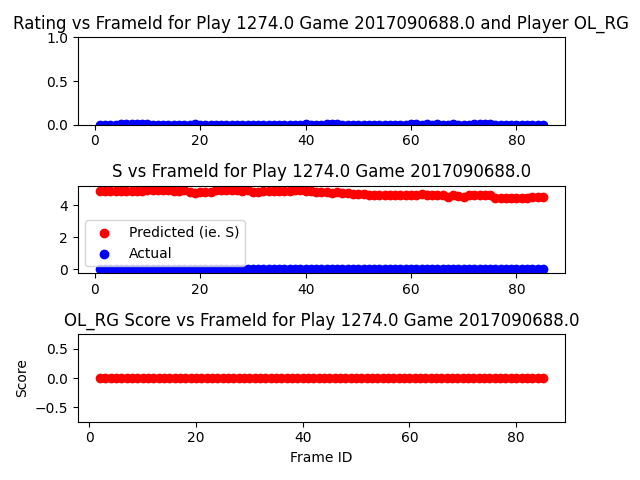 Rating vs FrameId for Play 1274.0 Game 2017090688.0 and Player OL_RG
1.0
0.5
0.0
0 20 40 60 80
S vs FrameId for Play 1274.0 Game 2017090688.0
4
2
0
Predicted (ie. S)
Actual
0 20 40 60 80
OL_RG Score vs FrameId for Play 1274.0 Game 2017090688.0
Score
0.5
0.0
−0.5
0 20 40 60 80
Frame ID